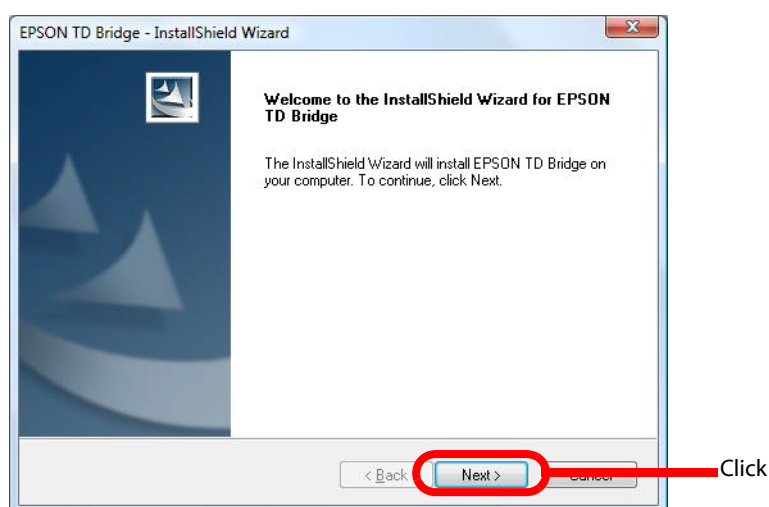 EPSON TD Bridge - InstallShield Wizard
Welcome to the InstallShield Wizard for EPSON
TD Bridge
The InstallShield Wizard will install EPSON TD Bridge on
your computer. To continue, click Next.
< Back
Next >
Cancel
Click